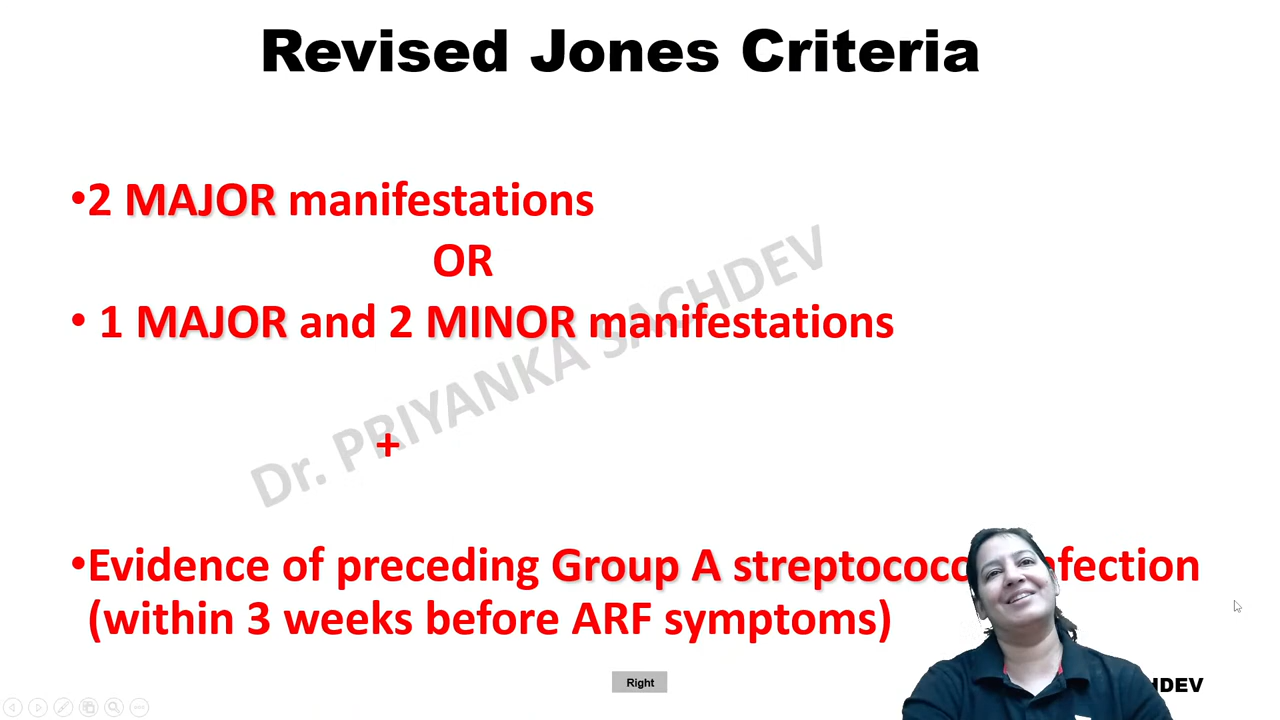 Revised Jones Criteria
•2 MAJOR manifestations
OR
• 1 MAJOR and 2 MINOR manifestations
+
•Evidence of preceding Group A
(within 3 weeks before ARF symptoms)
Dr. PRIYANKA SACHDEV
Right